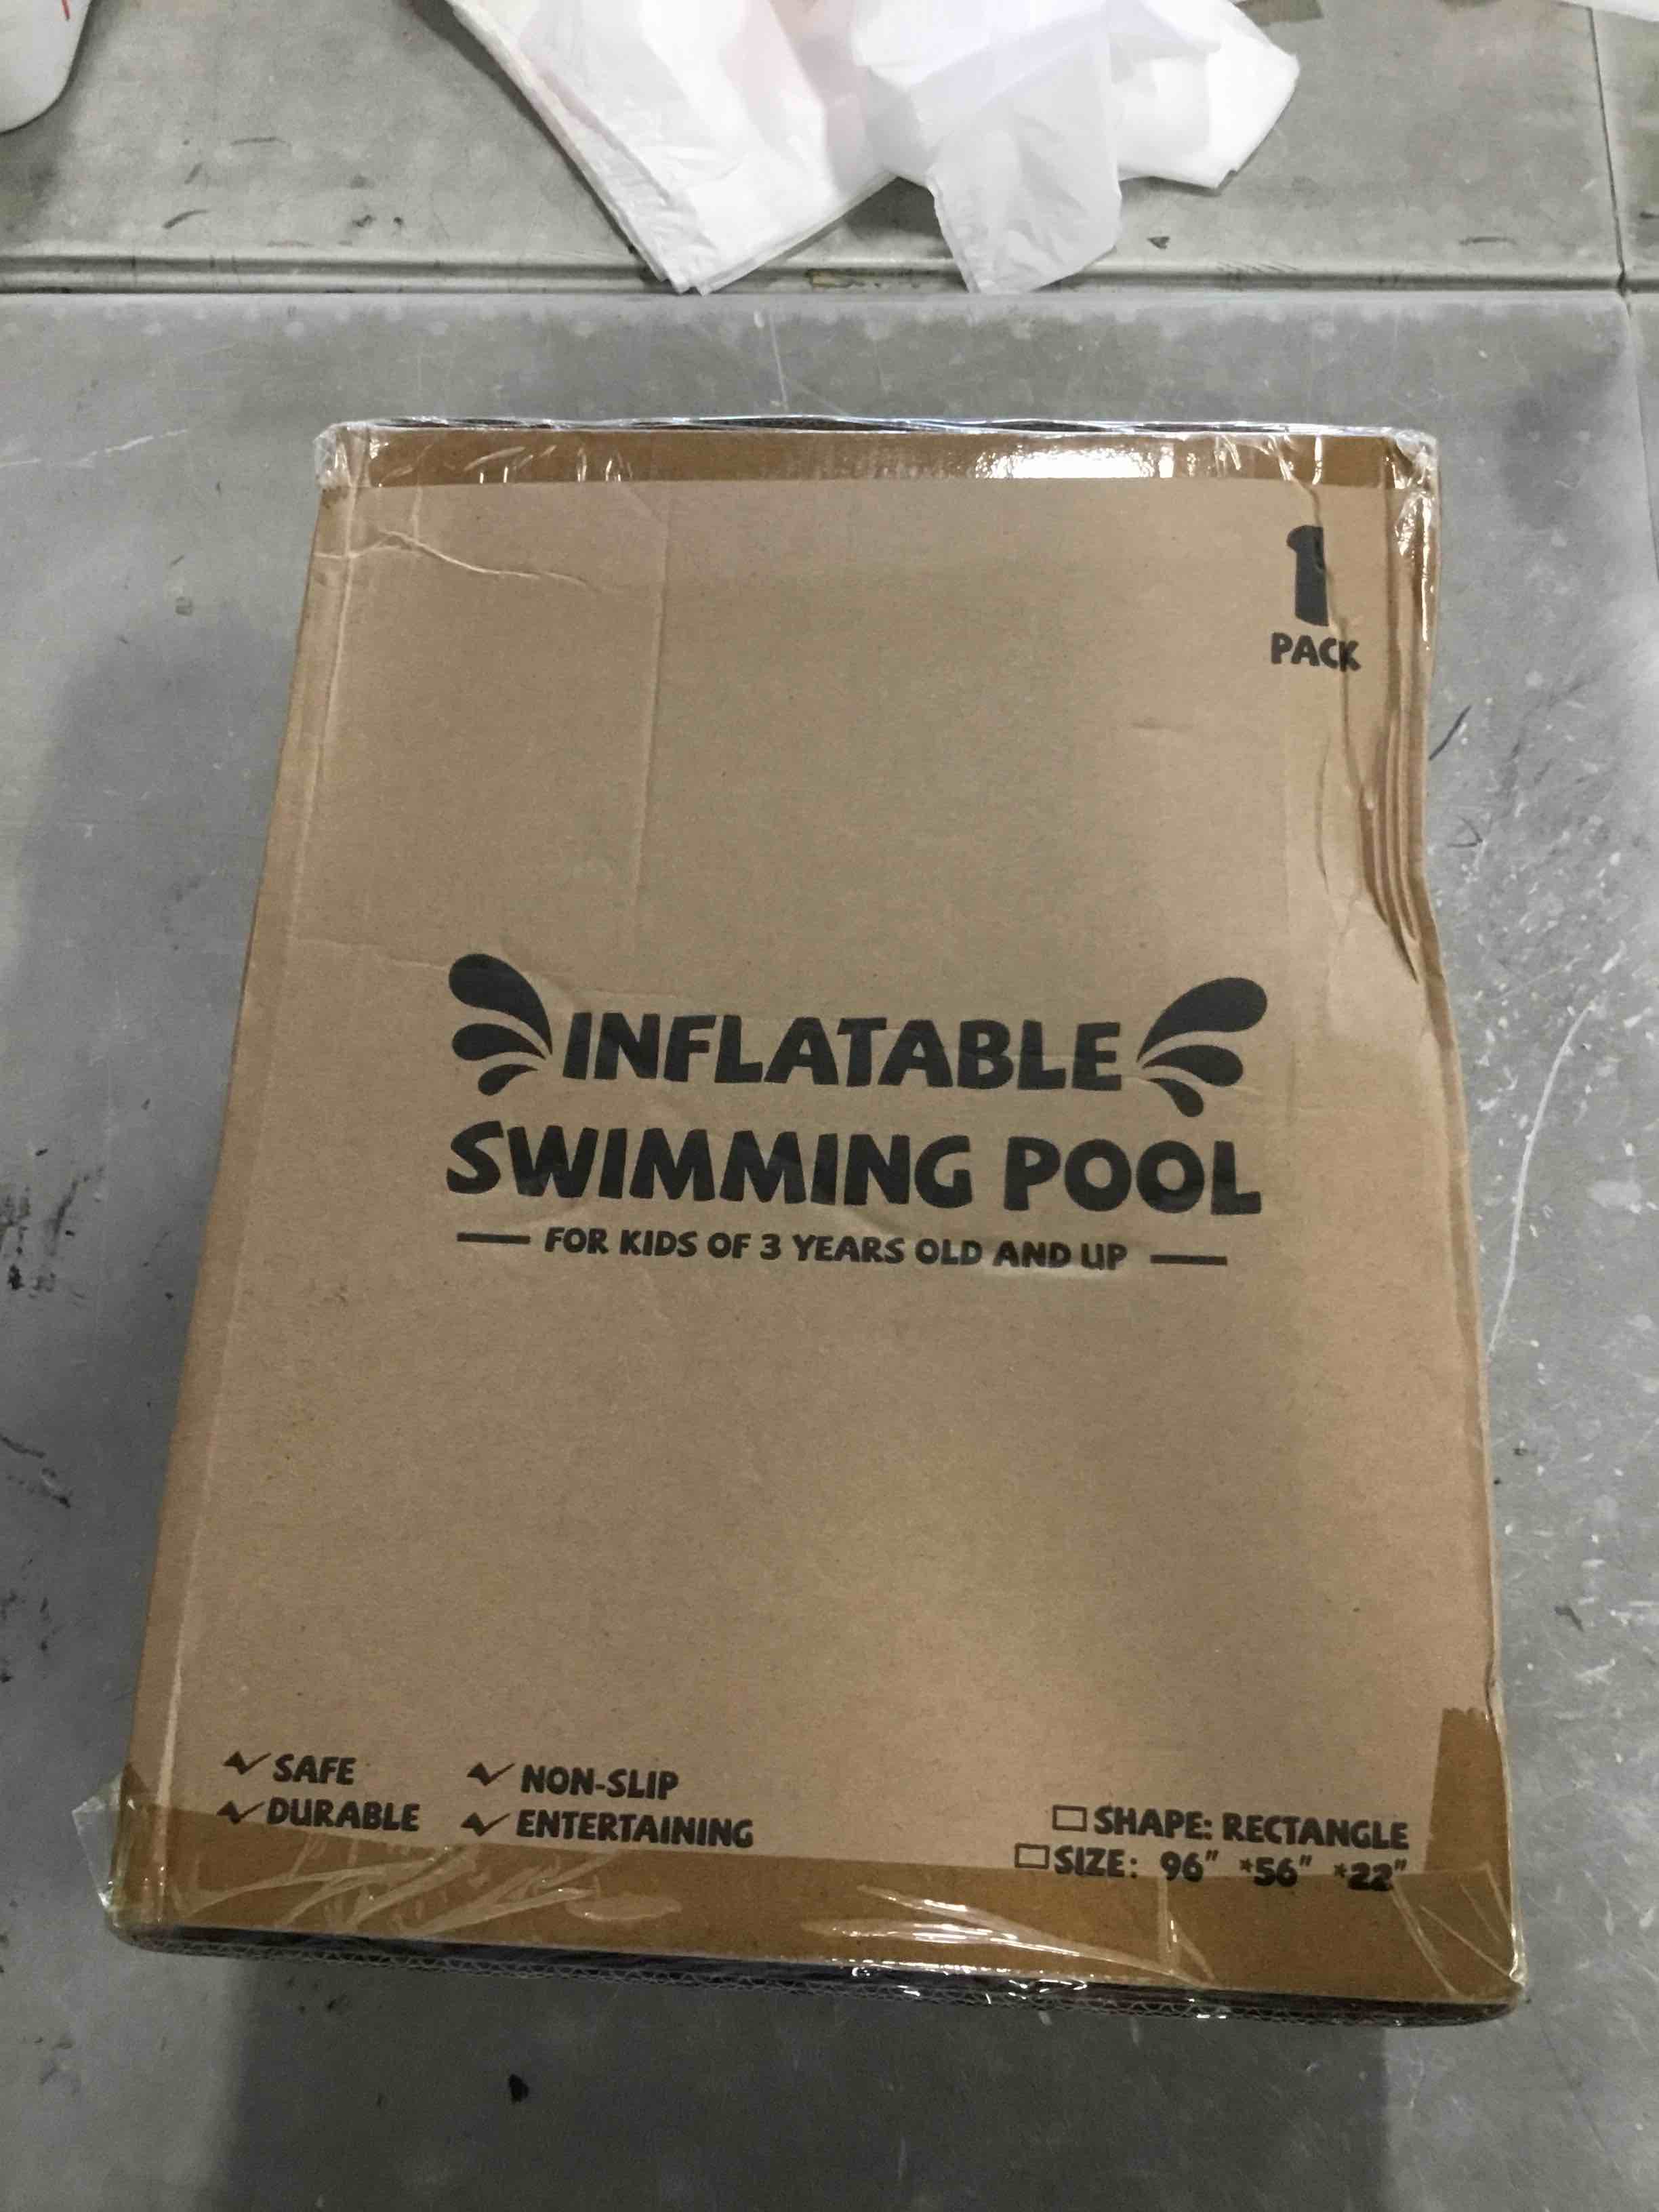 1
PACK
INFLATABLE
SWIMMING POOL
FOR KIDS OF 3 YEARS OLD AND UP
SAFE
NON-SLIP
DURABLE
ENTERTAINING
SHAPE: RECTANGLE
SIZE: 96" *56" *22"